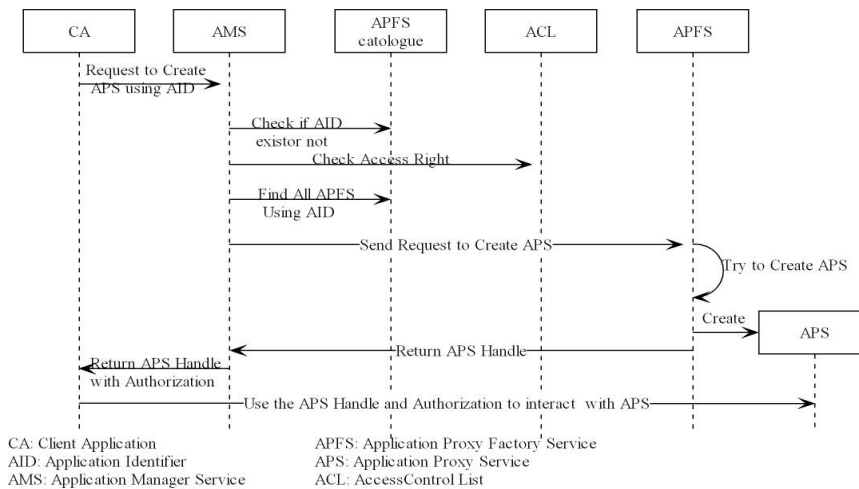 CA
AMS
APFS
catologue
ACL
APFS
Request to Create
APS using AID
Check if AID
existor not
Check Access Right
Find All APFS
Using AID
Send Request to Create APS
Try to Create APS
Create
APS
Return APS Handle
Return APS Handle
with Authorization
Use the APS Handle and Authorization to interact with APS
CA: Client Application
AID: Application Identifier
AMS: Application Manager Service
APFS: Application Proxy Factory Service
APS: Application Proxy Service
ACL: AccessControl List